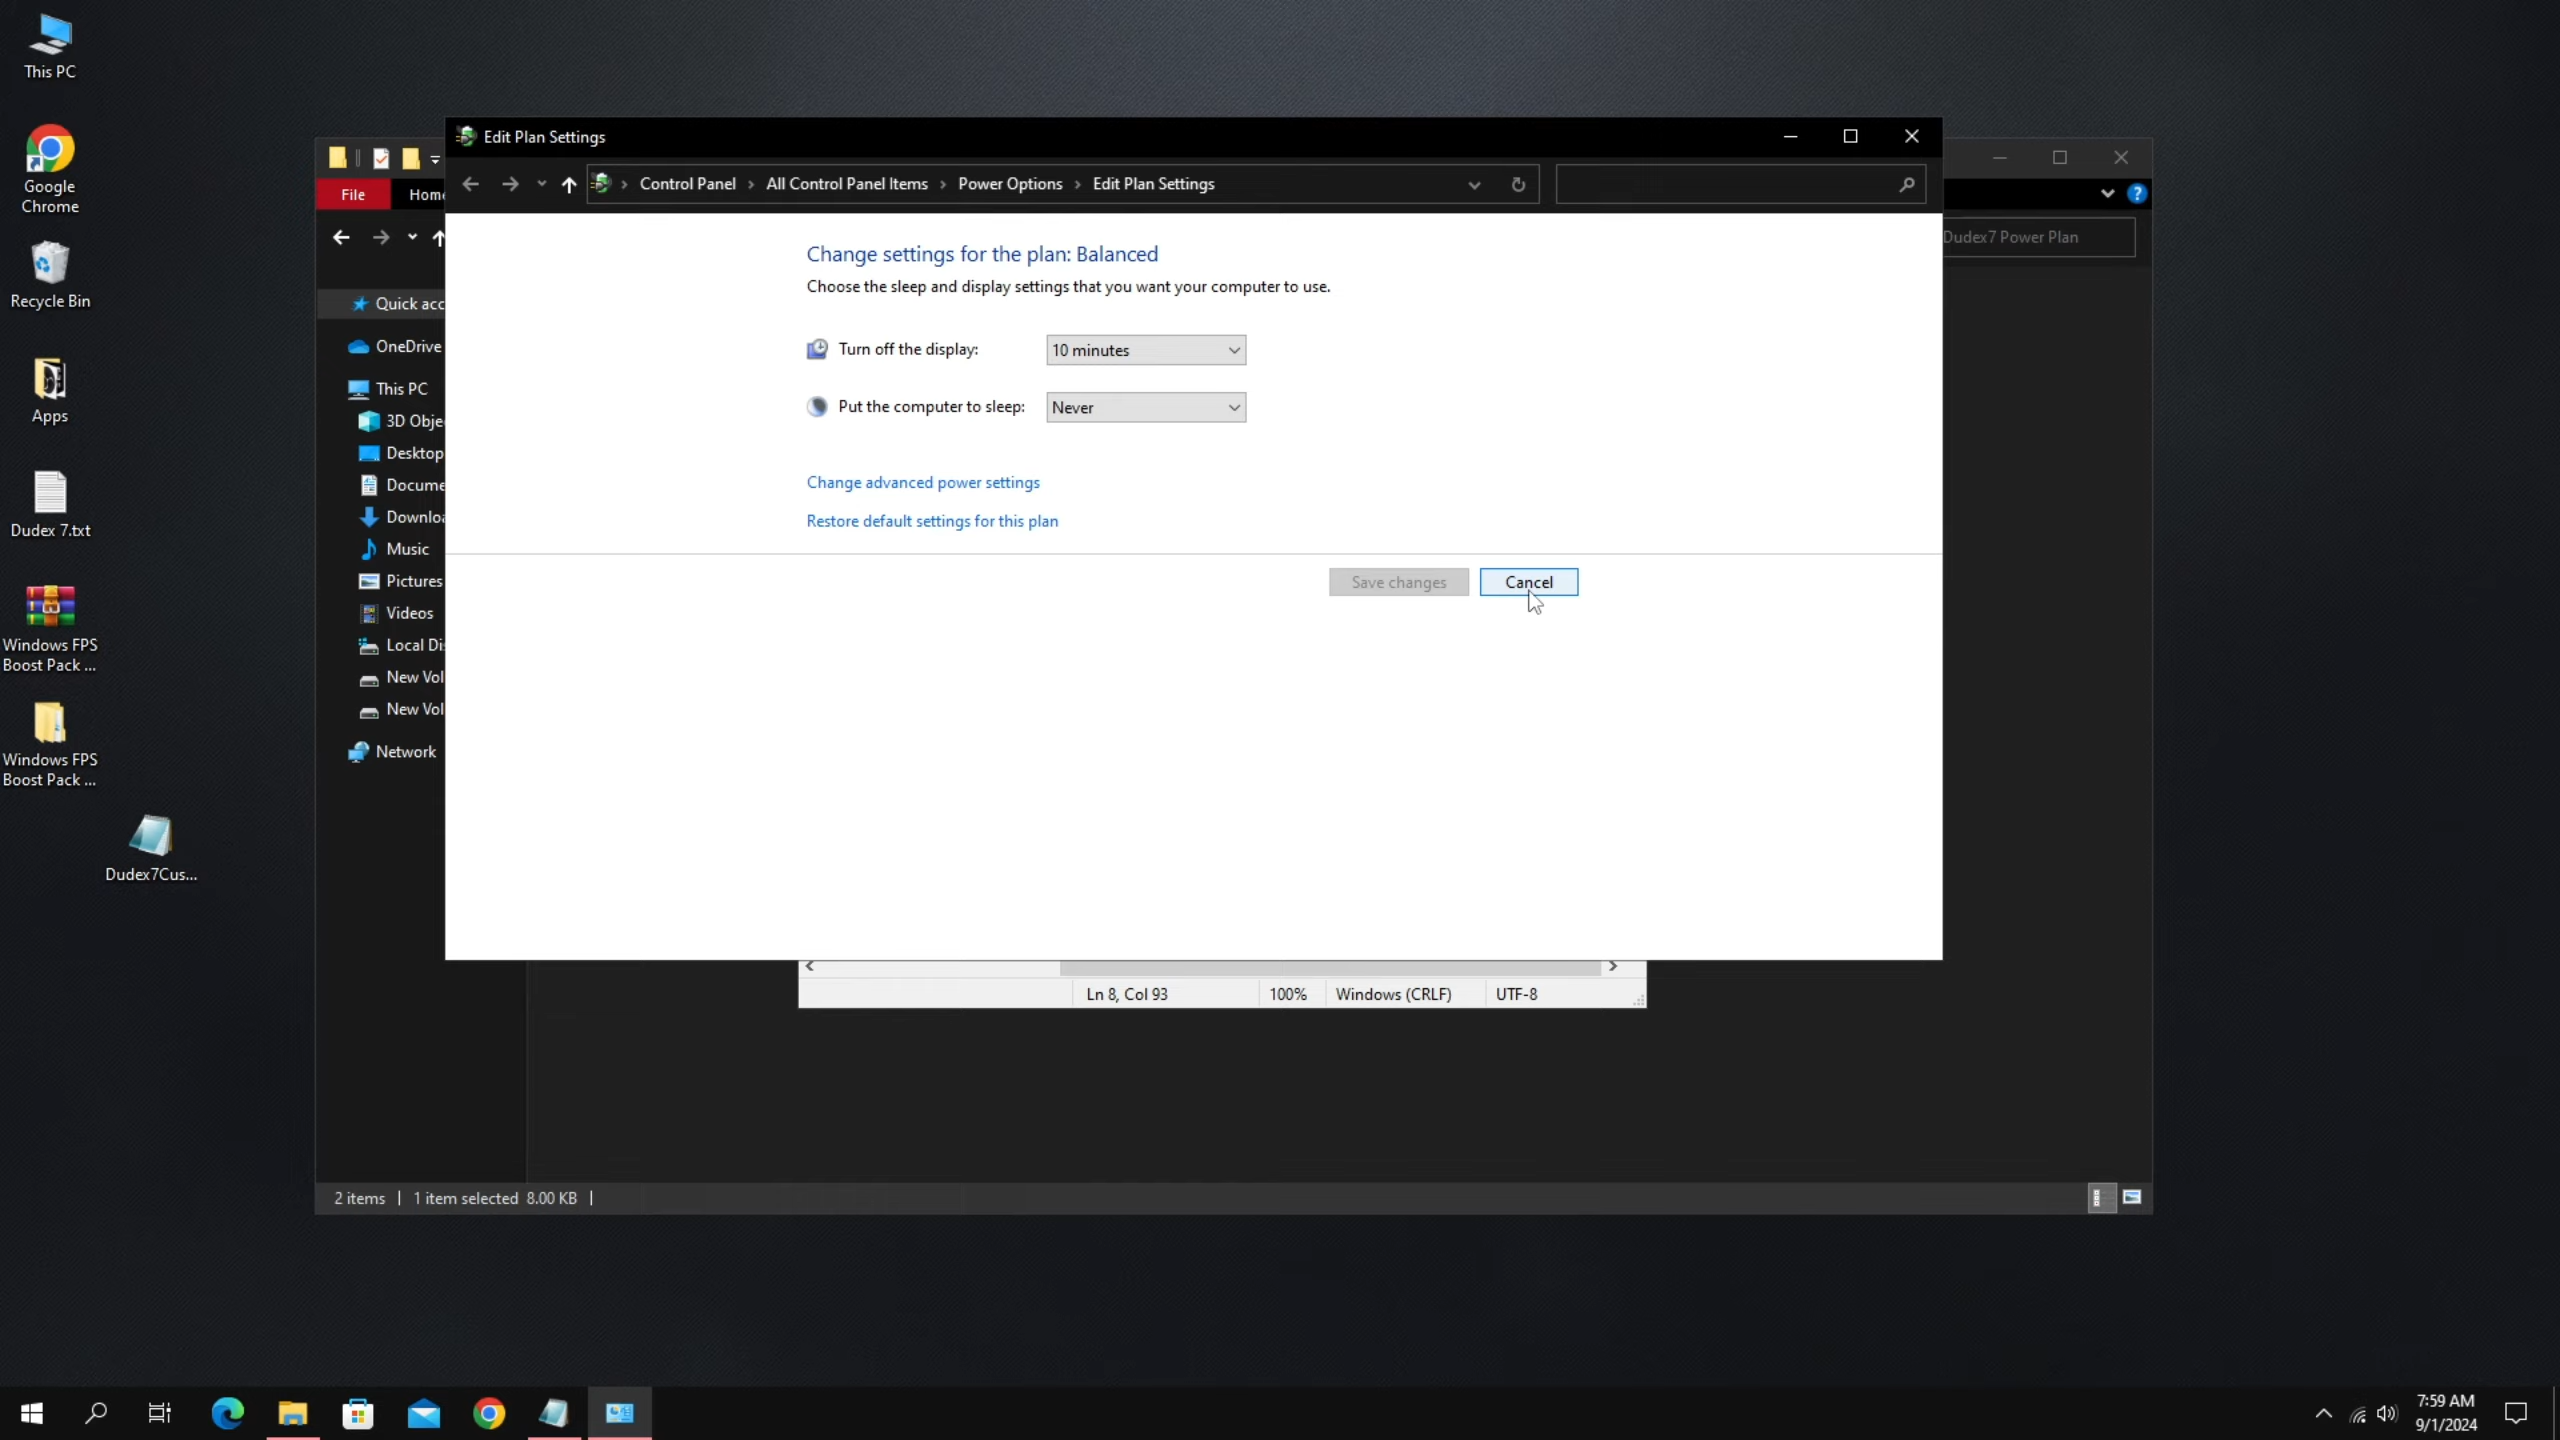 This PC
Google
Chrome
Recycle Bin
Apps
Dudex 7.txt
Windows FPS
Boost Pack ...
Windows FPS
Boost Pack ...
Dudex7Cus...
File
Home
Quick acc
OneDrive
This PC
3D Obje
Desktop
Docume
Downloa
Music
Pictures
Videos
Local Dis
New Vol
New Vol
Network
Edit Plan Settings
Control Panel > All Control Panel Items > Power Options > Edit Plan Settings
Dudex7 Power Plan
Change settings for the plan: Balanced
Choose the sleep and display settings that you want your computer to use.
Turn off the display: 10 minutes
Put the computer to sleep: Never
Change advanced power settings
Restore default settings for this plan
Save changes Cancel
Ln 8, Col 93 100% Windows (CRLF) UTF-8
2 items 1 item selected 8.00 KB
7:59 AM
9/1/2024